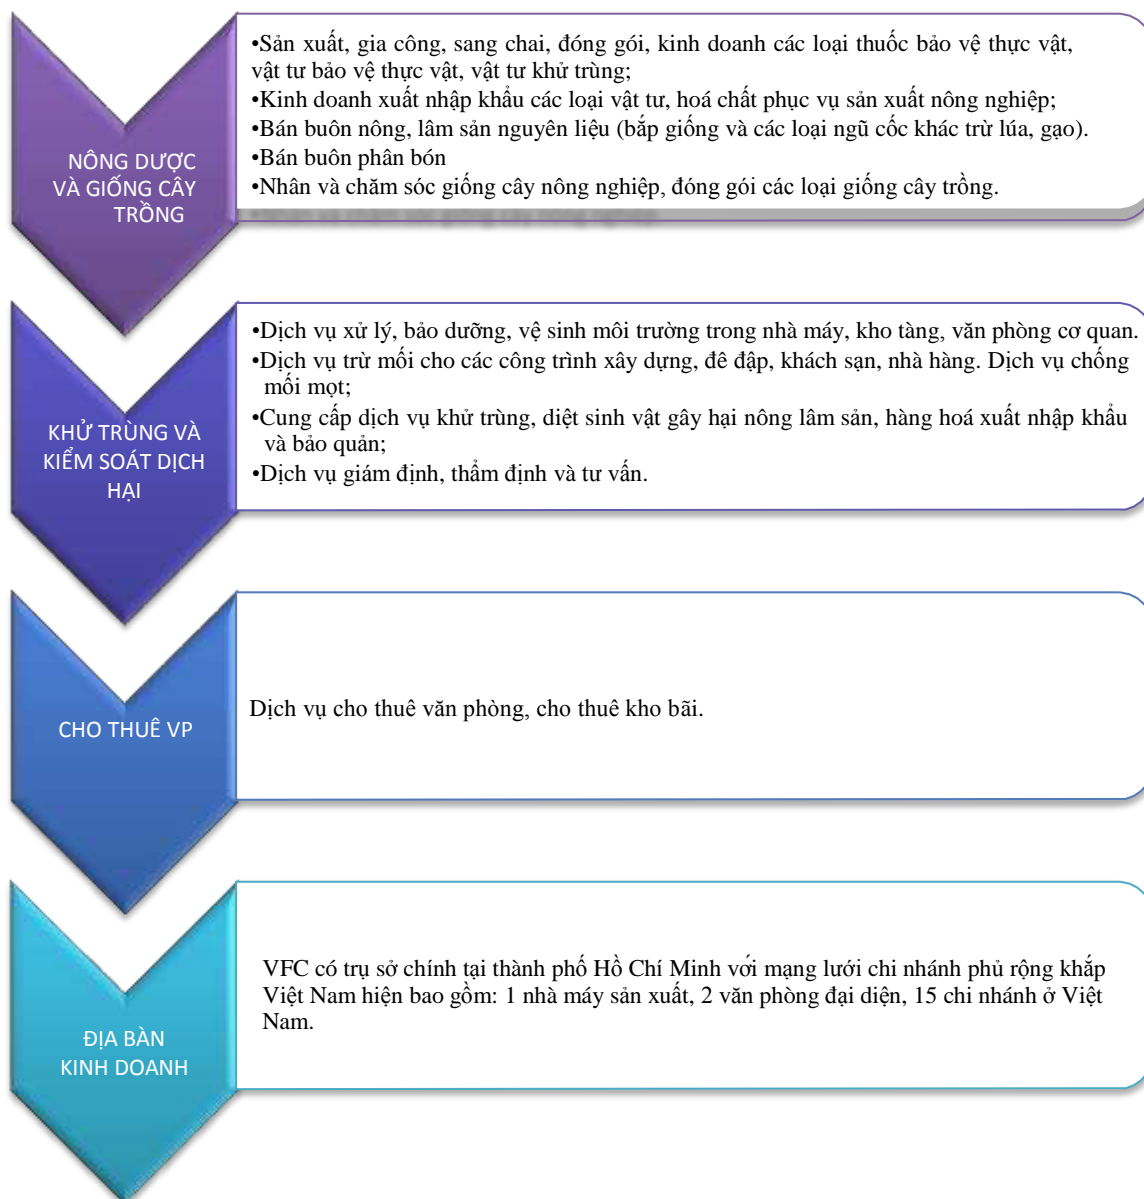 NÔNG DƯỢC
VÀ GIỐNG CÂY
TRỒNG
•Sản xuất, gia công, sang chai, đóng gói, kinh doanh các loại thuốc bảo vệ thực vật,
vật tư bảo vệ thực vật, vật tư khử trùng;
•Kinh doanh xuất nhập khẩu các loại vật tư, hoá chất phục vụ sản xuất nông nghiệp;
•Bán buôn nông, lâm sản nguyên liệu (bắp giống và các loại ngũ cốc khác trừ lúa, gạo).
•Bán buôn phân bón
•Nhân và chăm sóc giống cây nông nghiệp, đóng gói các loại giống cây trồng.
•Nhân và chăm sóc giống cây nông nghiệp.
KHỬ TRÙNG VÀ
KIỂM SOÁT DỊCH
HẠI
•Dịch vụ xử lý, bảo dưỡng, vệ sinh môi trường trong nhà máy, kho tàng, văn phòng cơ quan.
•Dịch vụ trừ mối cho các công trình xây dựng, đê đập, khách sạn, nhà hàng. Dịch vụ chống
mối mọt;
•Cung cấp dịch vụ khử trùng, diệt sinh vật gây hại nông lâm sản, hàng hoá xuất nhập khẩu
và bảo quản;
•Dịch vụ giám định, thẩm định và tư vấn.
CHO THUÊ VP
Dịch vụ cho thuê văn phòng, cho thuê kho bãi.
ĐỊA BÀN
KINH DOANH
VFC có trụ sở chính tại thành phố Hồ Chí Minh với mạng lưới chi nhánh phủ rộng khắp
Việt Nam hiện bao gồm: 1 nhà máy sản xuất, 2 văn phòng đại diện, 15 chi nhánh ở Việt
Nam.